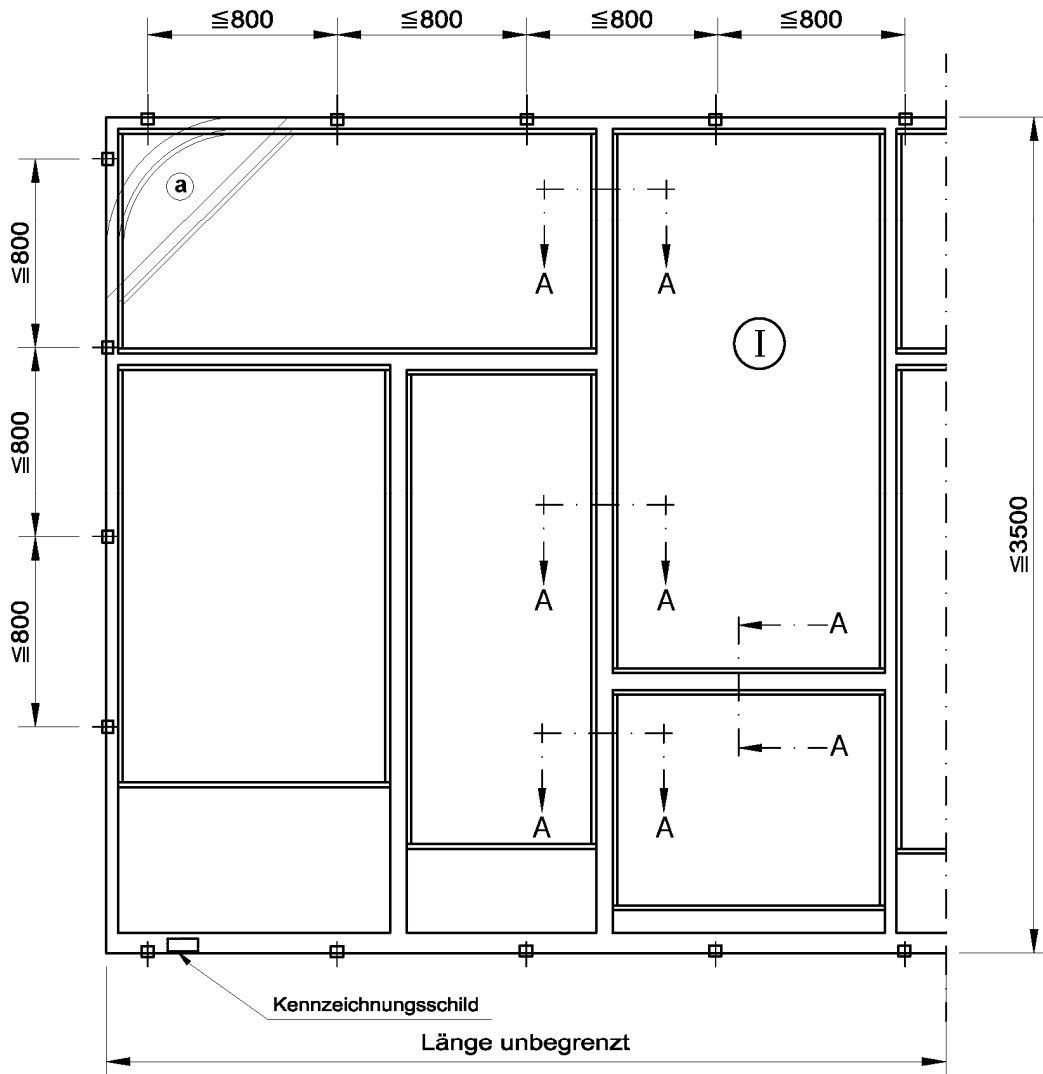 ≦800 ≦800 ≦800 ≦800
a
≦800
A A
I
≦800
≦3500
A A
≦800
A
A
A A
Kennzeichnungsschild
Länge unbegrenzt